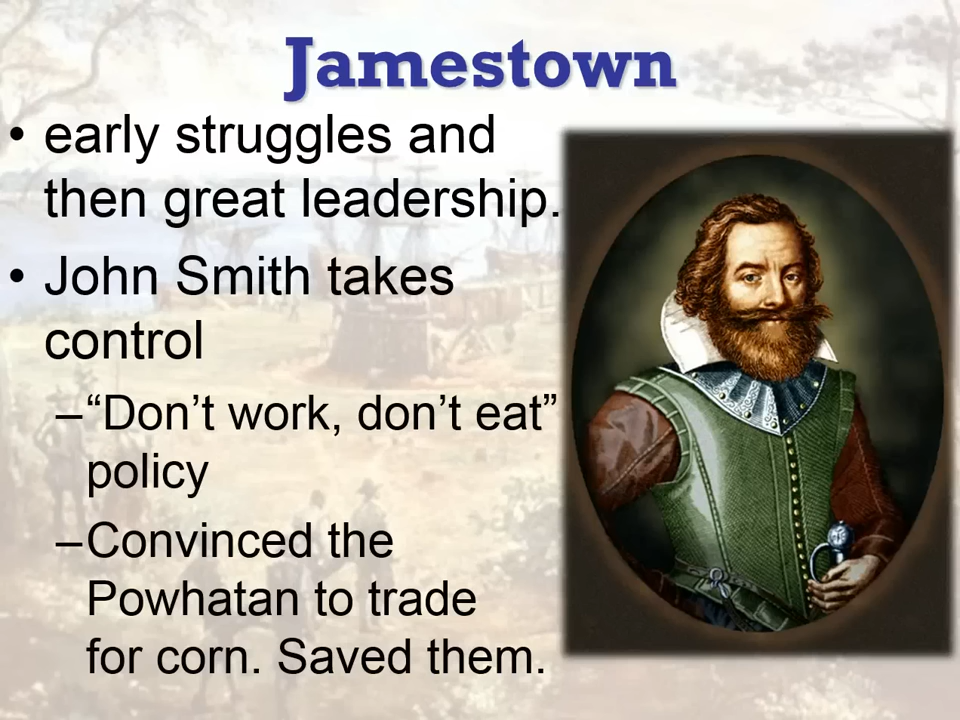 Jamestown
• early struggles and
then great leadership.
• John Smith takes
control
–“Don’t work, don’t eat”
policy
–Convinced the
Powhatan to trade
for corn. Saved them.